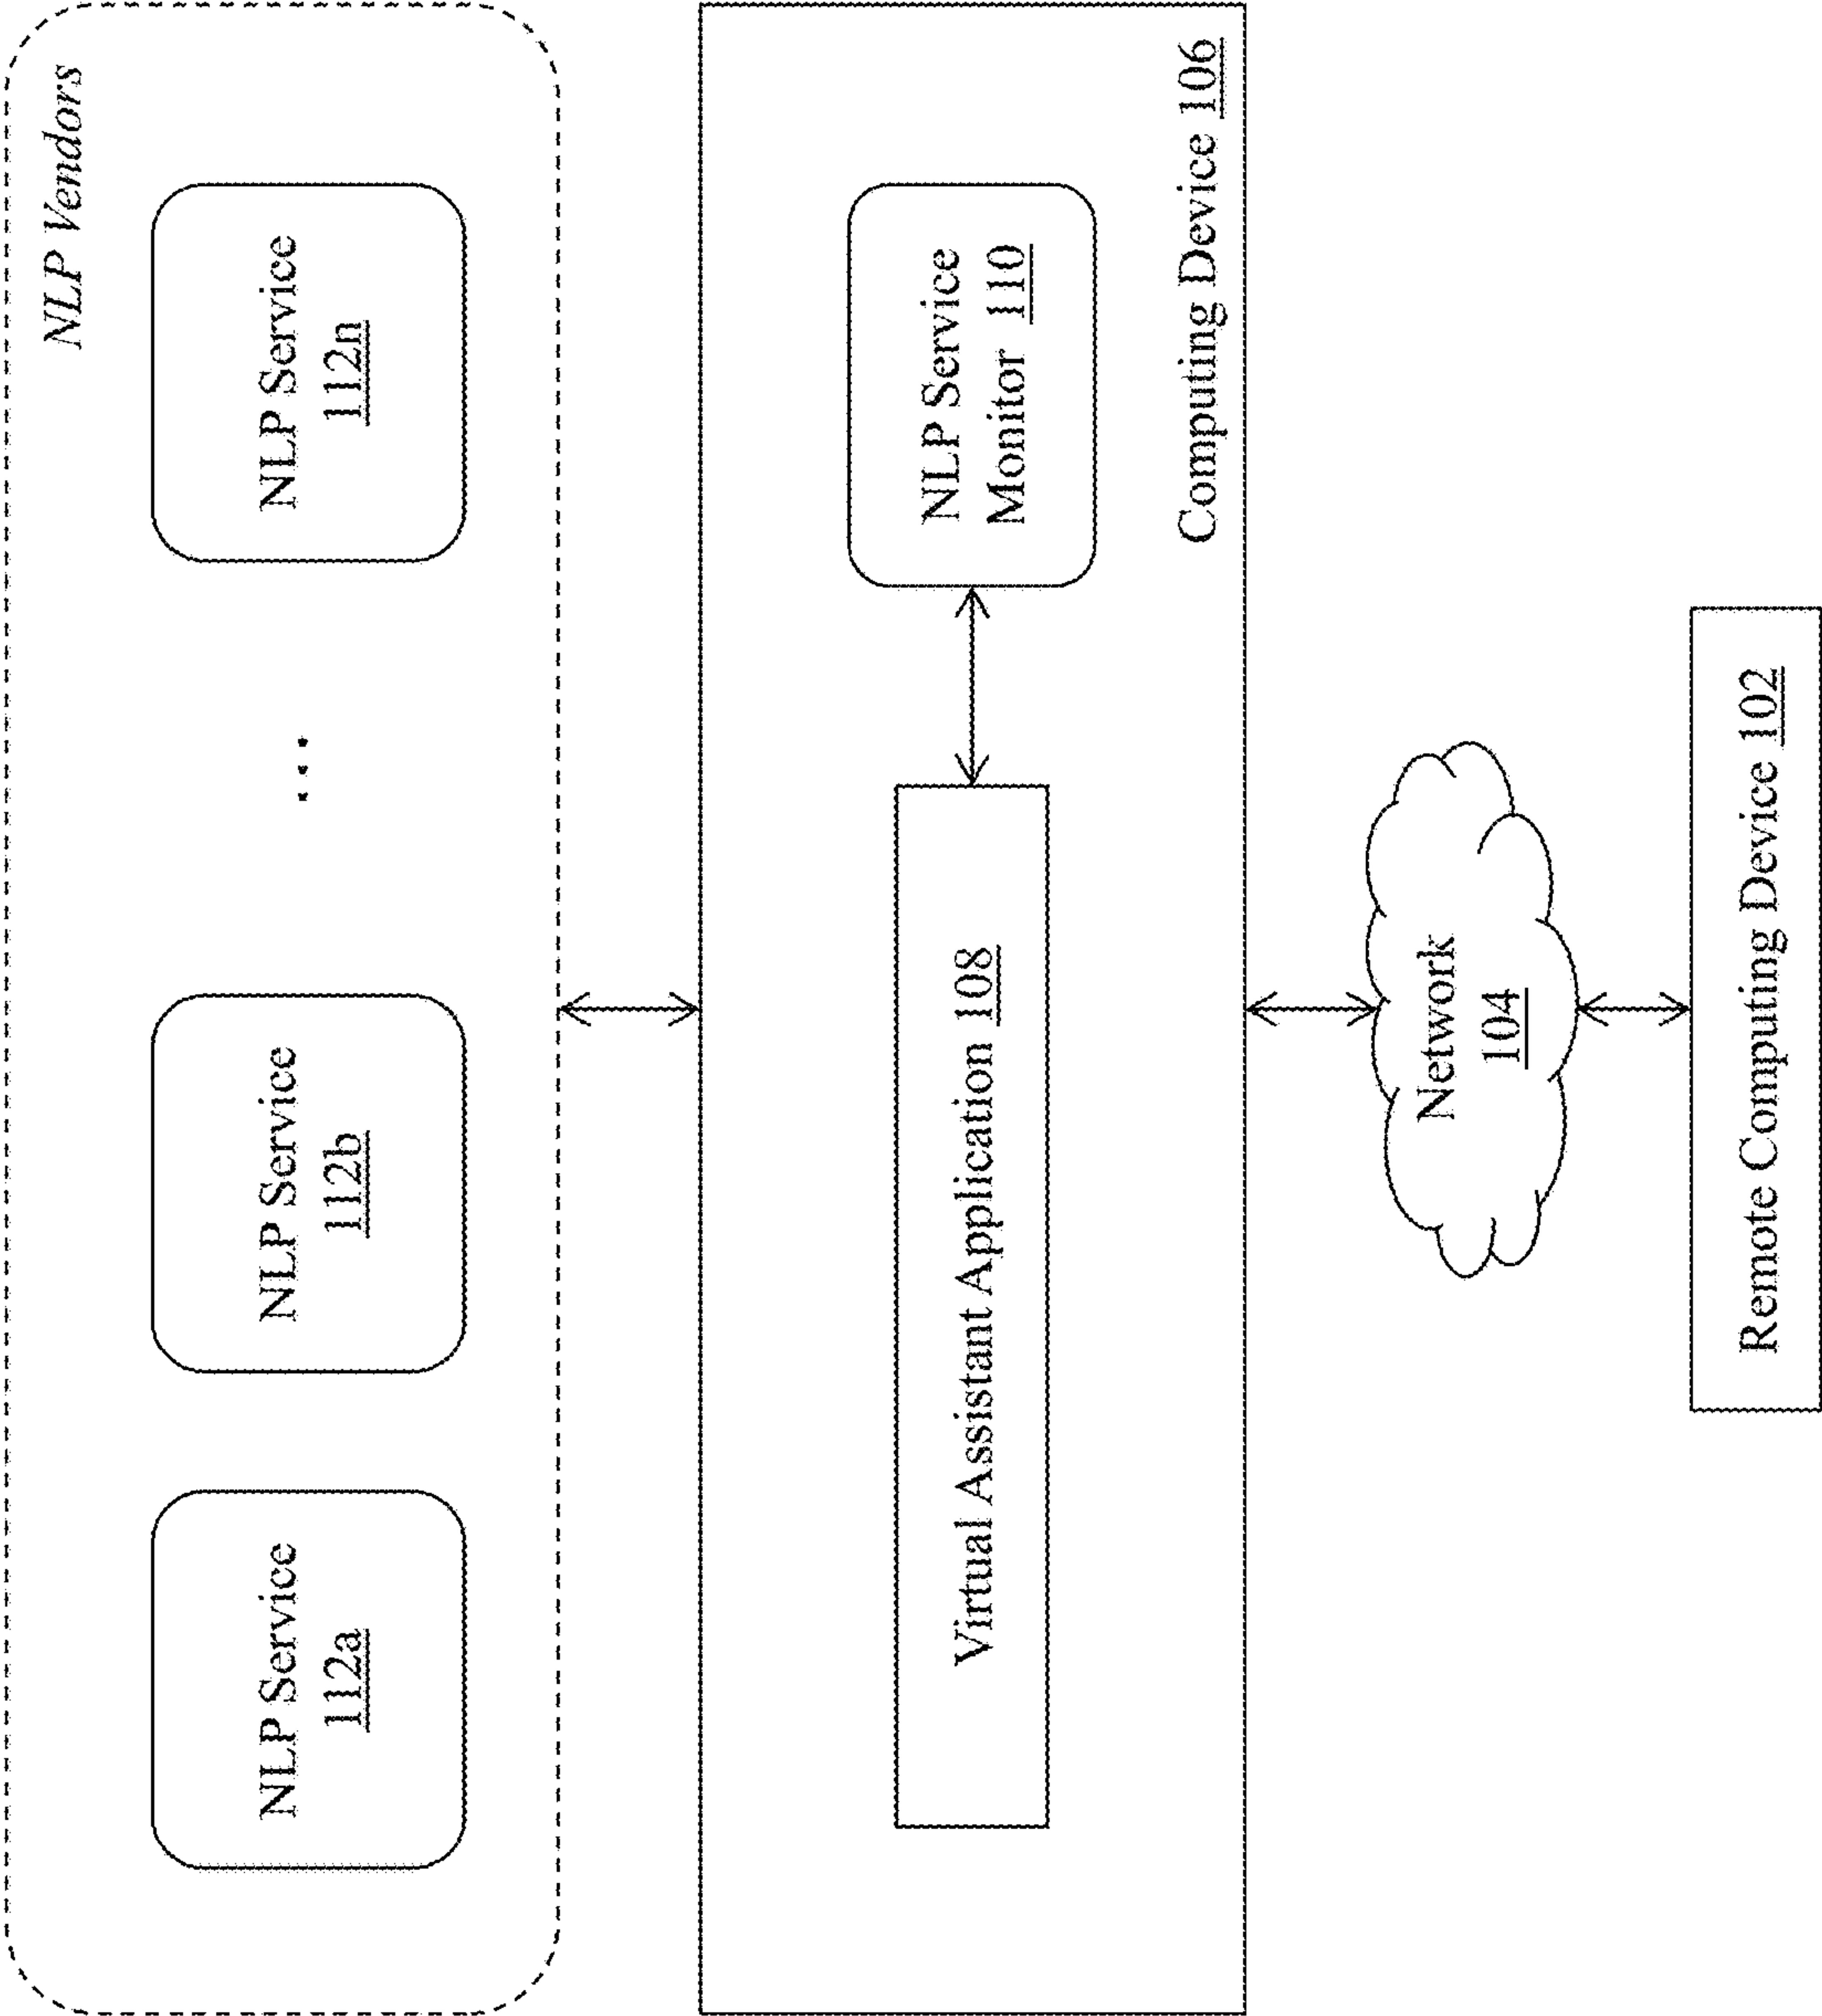 NLP Vendors
NLP Service
112a
NLP Service
112b
...
NLP Service
112n
Virtual Assistant Application 108
NLP Service
Monitor 110
Computing Device 106
Network
104
Remote Computing Device 102